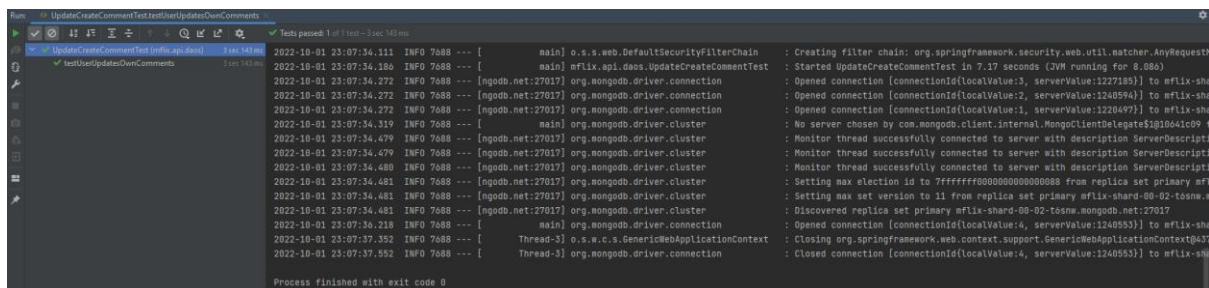 Run: UpdateCreateCommentTest.testUserUpdatesOwnComments ×
Tests passed: 1 of 1 test – 3 sec 143 ms
UpdateCreateCommentTest (mflix.api.daos) 3 sec 143 ms
testUserUpdatesOwnComments 3 sec 143 ms
2022-10-01 23:07:34.111 INFO 7688 --- [ main] o.s.s.web.DefaultSecurityFilterChain : Creating filter chain: org.springframework.security.web.util.matcher.AnyRequestM
2022-10-01 23:07:34.186 INFO 7688 --- [ main] mflix.api.daos.UpdateCreateCommentTest : Started UpdateCreateCommentTest in 7.17 seconds (JVM running for 8.086)
2022-10-01 23:07:34.272 INFO 7688 --- [ngodb.net:27017] org.mongodb.driver.connection : Opened connection [connectionId{localValue:3, serverValue:1227185}] to mflix-sha
2022-10-01 23:07:34.272 INFO 7688 --- [ngodb.net:27017] org.mongodb.driver.connection : Opened connection [connectionId{localValue:2, serverValue:1240594}] to mflix-sha
2022-10-01 23:07:34.272 INFO 7688 --- [ngodb.net:27017] org.mongodb.driver.connection : Opened connection [connectionId{localValue:1, serverValue:1220497}] to mflix-sha
2022-10-01 23:07:34.319 INFO 7688 --- [ main] org.mongodb.driver.cluster : No server chosen by com.mongodb.client.internal.MongoClientDelegate$1@10641c09
2022-10-01 23:07:34.479 INFO 7688 --- [ngodb.net:27017] org.mongodb.driver.cluster : Monitor thread successfully connected to server with description ServerDescripti
2022-10-01 23:07:34.479 INFO 7688 --- [ngodb.net:27017] org.mongodb.driver.cluster : Monitor thread successfully connected to server with description ServerDescripti
2022-10-01 23:07:34.480 INFO 7688 --- [ngodb.net:27017] org.mongodb.driver.cluster : Monitor thread successfully connected to server with description ServerDescripti
2022-10-01 23:07:34.481 INFO 7688 --- [ngodb.net:27017] org.mongodb.driver.cluster : Setting max election id to 7fffffff0000000000000088 from replica set primary mfl
2022-10-01 23:07:34.481 INFO 7688 --- [ngodb.net:27017] org.mongodb.driver.cluster : Setting max set version to 11 from replica set primary mflix-shard-00-02-t6snw.m
2022-10-01 23:07:34.481 INFO 7688 --- [ngodb.net:27017] org.mongodb.driver.cluster : Discovered replica set primary mflix-shard-00-02-t6snw.mongodb.net:27017
2022-10-01 23:07:36.218 INFO 7688 --- [ main] org.mongodb.driver.connection : Opened connection [connectionId{localValue:4, serverValue:1240553}] to mflix-sha
2022-10-01 23:07:37.352 INFO 7688 --- [ Thread-3] o.s.w.c.s.GenericWebApplicationContext : Closing org.springframework.web.context.support.GenericWebApplicationContext@437
2022-10-01 23:07:37.552 INFO 7688 --- [ Thread-3] org.mongodb.driver.connection : Closed connection [connectionId{localValue:4, serverValue:1240553}] to mflix-sha
Process finished with exit code 0